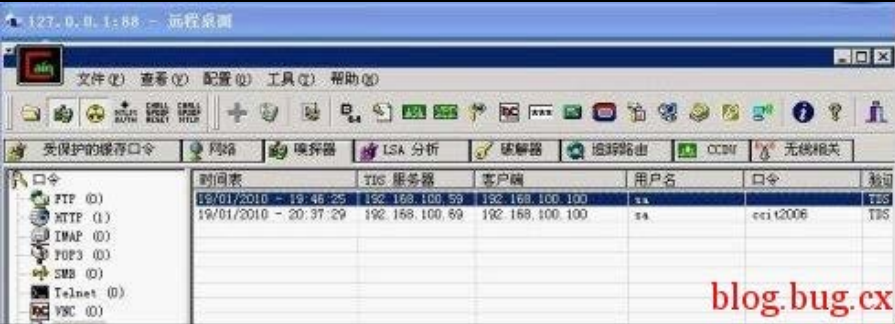 127.0.0.1:88 - 远程桌面
Cain
文件(F) 查看(V) 配置(C) 工具(T) 帮助(H)
受保护的缓存口令 网络 嗅探器 LSA 分析 破解器 追踪路由 CCDU 无线相关
口令 时间表 TDS 服务器 客户端 用户名 口令 验证
FTP (0) 19/01/2010 - 19:46:25 192.168.100.59 192.168.100.100 sa TDS
HTTP (1) 19/01/2010 - 20:37:29 192.168.100.69 192.168.100.100 sa ccit2006 TDS
IMAP (0)
POP3 (0)
SMB (0)
Telnet (0)
VNC (0)
blog.bug.cx